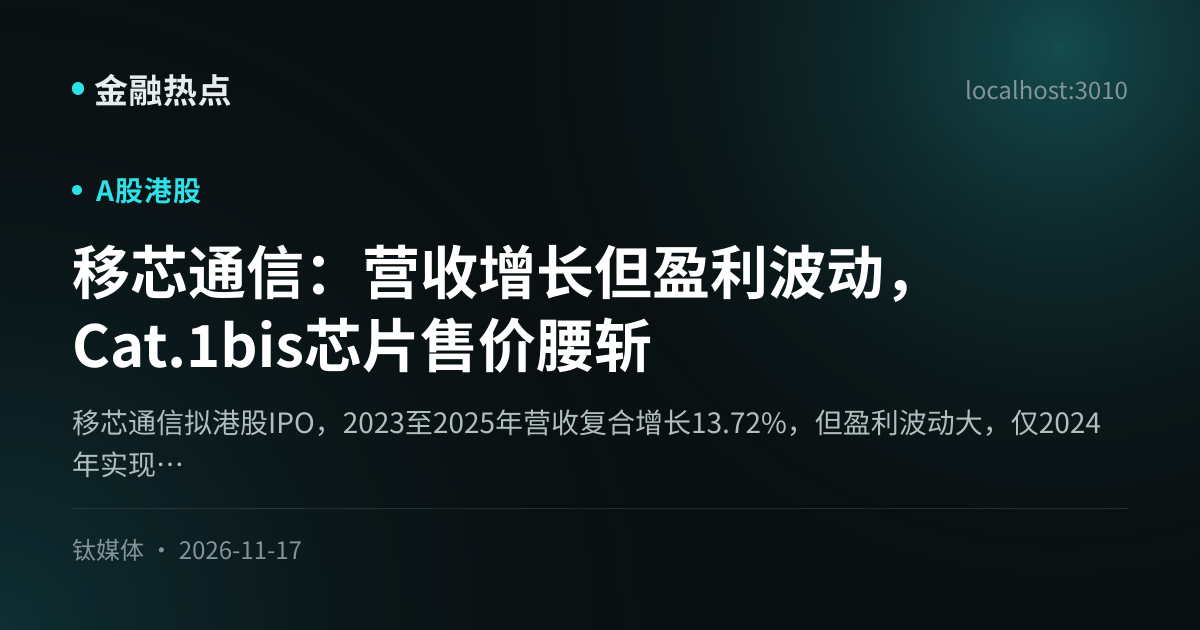 金融热点
localhost:3010
A股港股
移芯通信：营收增长但盈利波动，
Cat.1bis芯片售价腰斩
移芯通信拟港股IPO，2023至2025年营收复合增长13.72%，但盈利波动大，仅2024
年实现…
钛媒体 · 2026-11-17